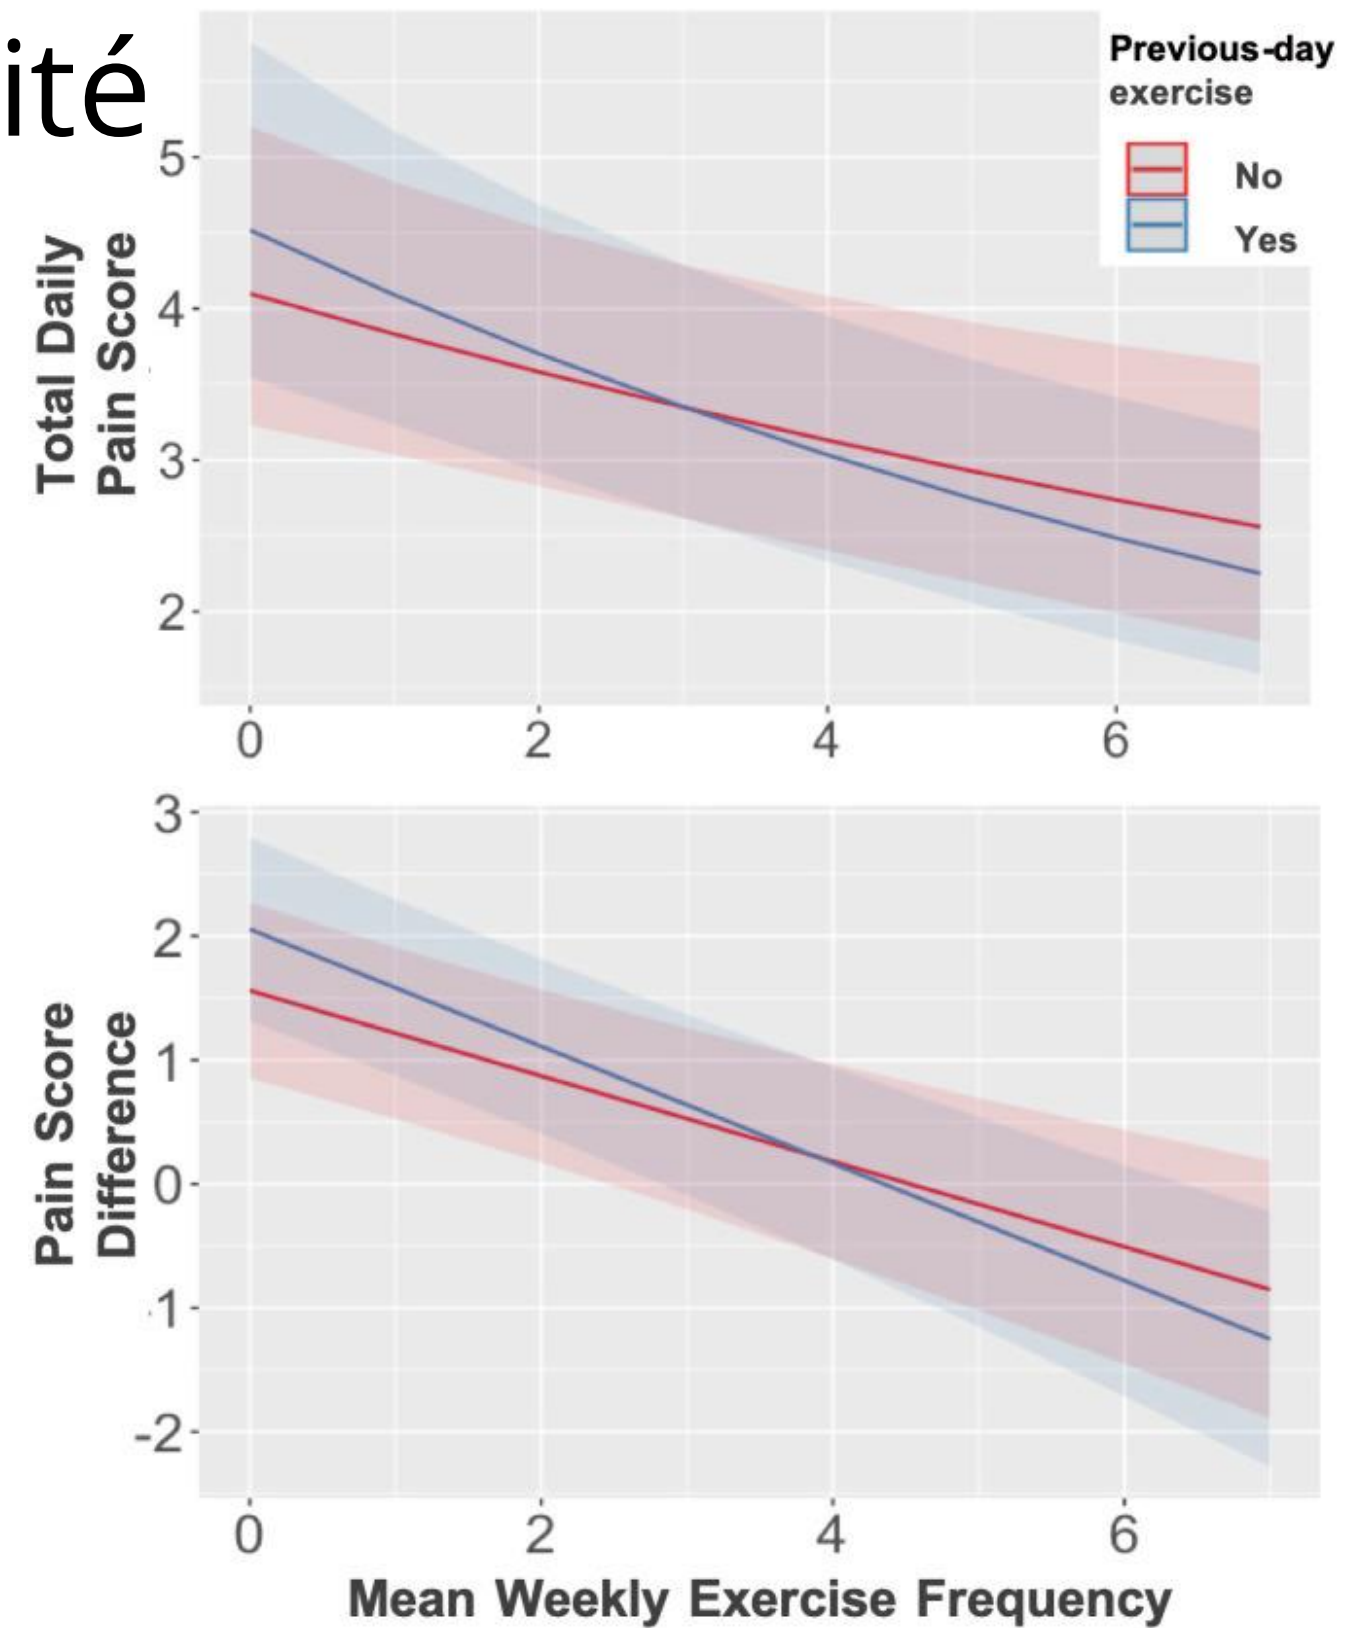 ité
Previous-day
exercise
No
Yes
Total Daily
Pain Score
5
4
3
2
0 2 4 6
Pain Score
Difference
3
2
1
0
-1
-2
0 2 4 6
Mean Weekly Exercise Frequency